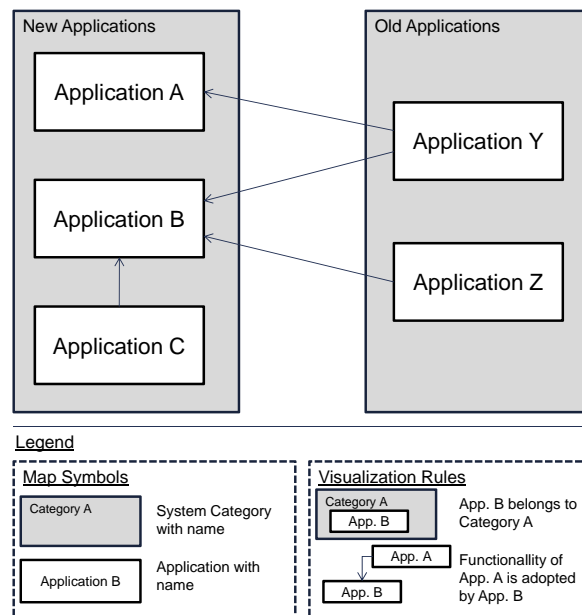 New Applications
Old Applications
Application A
Application Y
Application B
Application Z
Application C
Legend
Map Symbols
Category A
System Category
with name
Application B
Application with
name
Visualization Rules
Category A
App. B
App. B belongs to
Category A
App. A
App. B
Functionallity of
App. A is adopted
by App. B